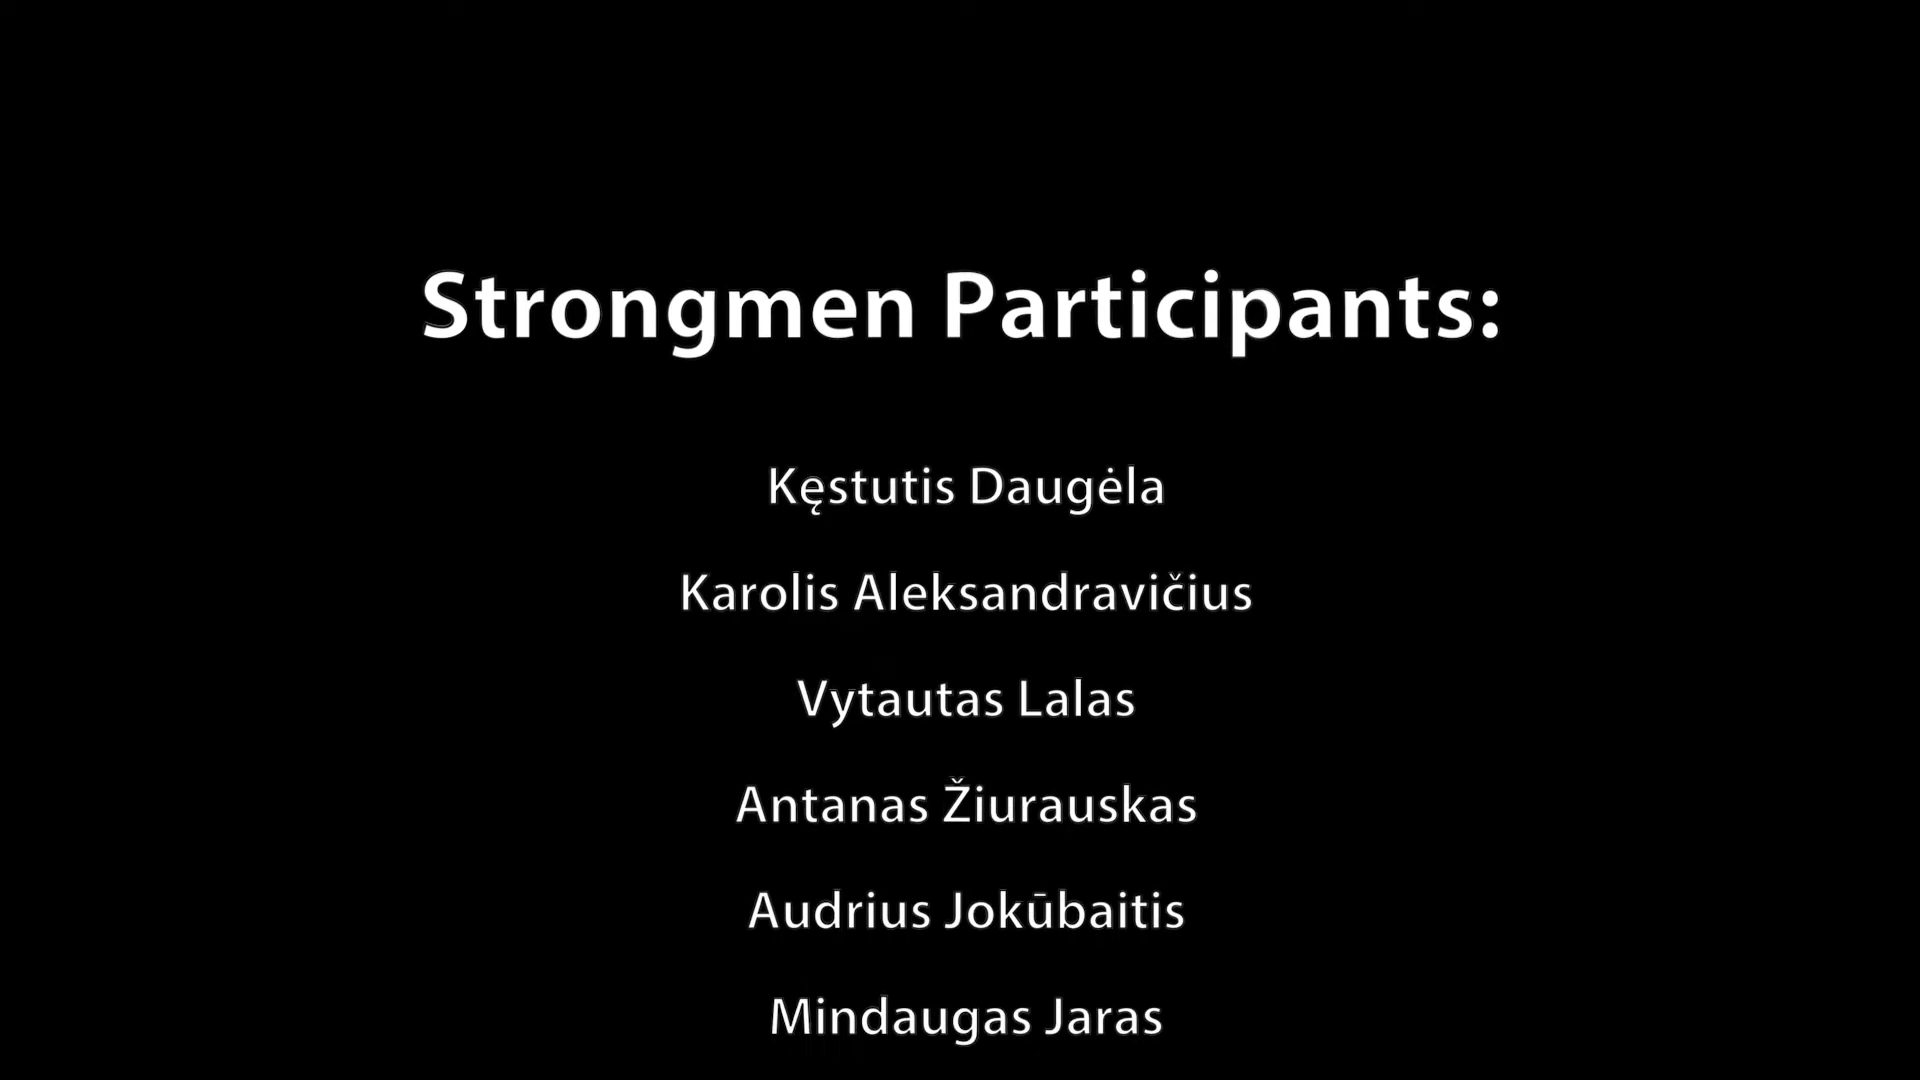 Strongmen Participants:
Kęstutis Daugėla
Karolis Aleksandravičius
Vytautas Lalas
Antanas Žiurauskas
Audrius Jokūbaitis
Mindaugas Jaras